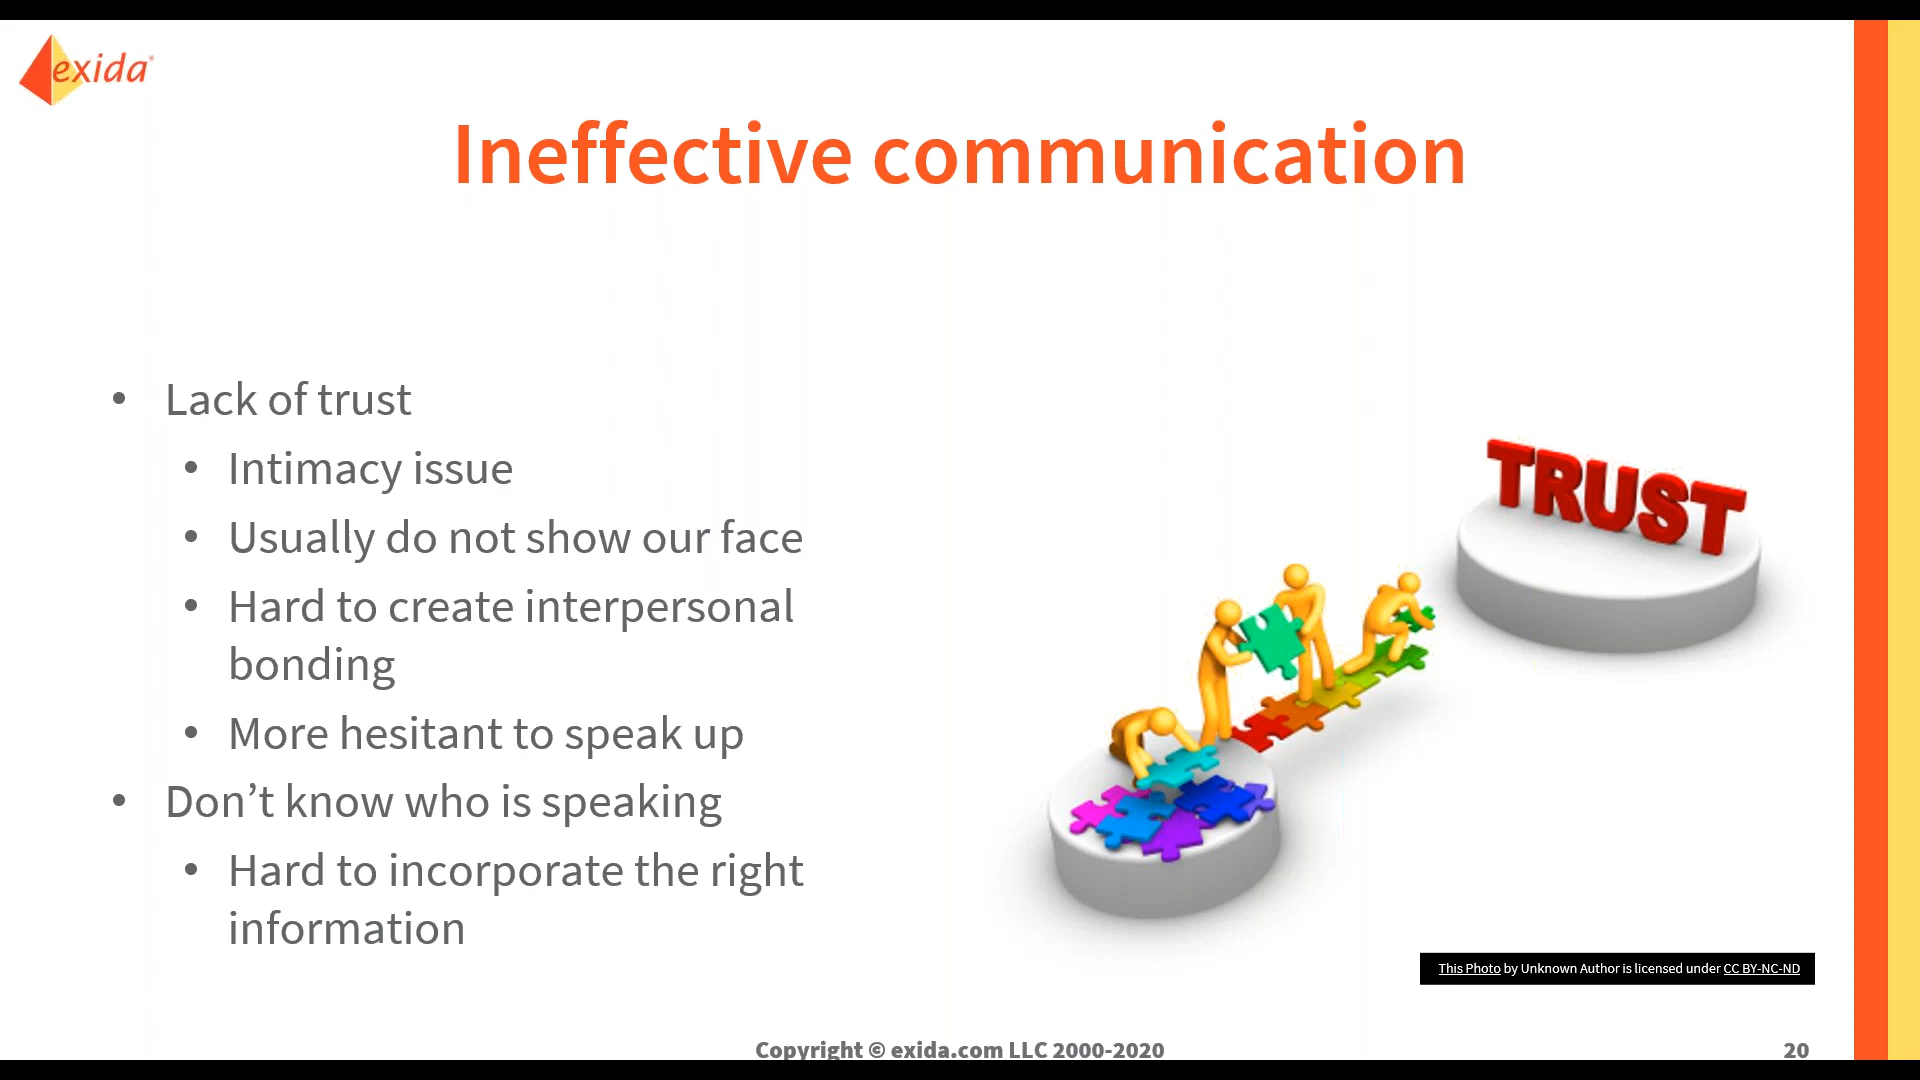 exida
Ineffective communication
• Lack of trust
• Intimacy issue
• Usually do not show our face
• Hard to create interpersonal
bonding
• More hesitant to speak up
• Don’t know who is speaking
• Hard to incorporate the right
information
TRUST
This Photo by Unknown Author is licensed under CC BY-NC-ND
Copyright © exida.com LLC 2000-2020
20